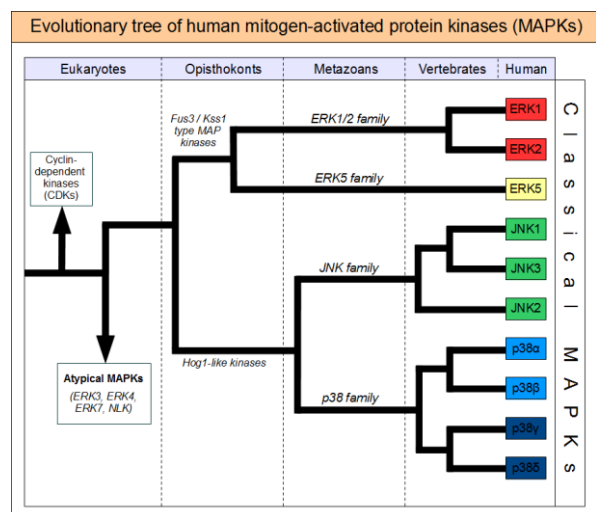 Evolutionary tree of human mitogen-activated protein kinases (MAPKs)
Eukaryotes
Opisthokonts
Metazoans
Vertebrates
Human
Fus3 / Kss1
type MAP
kinases
ERK1/2 family
ERK1
ERK2
Cyclin-
dependent
kinases
(CDKs)
ERK5 family
ERK5
JNK family
JNK1
JNK3
JNK2
Hog1-like kinases
Atypical MAPKs
(ERK3, ERK4,
ERK7, NLK)
p38 family
p38α
p38β
p38γ
p38δ
Classical MAPKs